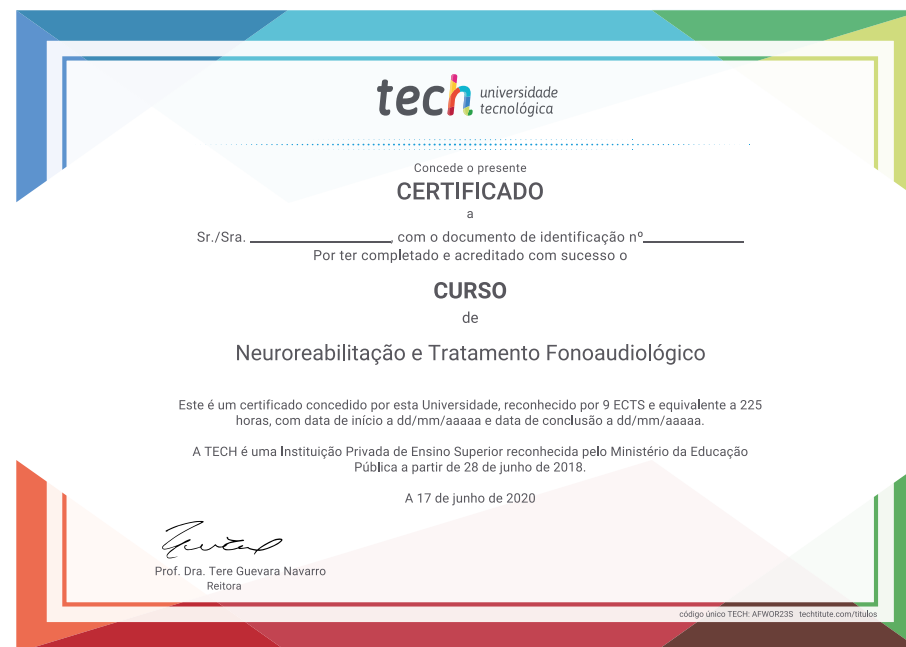 tech universidade
tecnológica
Concede o presente
CERTIFICADO
a
Sr./Sra. ____________, com o documento de identificação nº____________
Por ter completado e acreditado com sucesso o
CURSO
de
Neuroreabilitação e Tratamento Fonoaudiológico
Este é um certificado concedido por esta Universidade, reconhecido por 9 ECTS e equivalente a 225
horas, com data de início a dd/mm/aaaaa e data de conclusão a dd/mm/aaaaa.
A TECH é uma Instituição Privada de Ensino Superior reconhecida pelo Ministério da Educação
Pública a partir de 28 de junho de 2018.
A 17 de junho de 2020
Prof. Dra. Tere Guevara Navarro
Reitora
código único TECH: AFWOR23S techtitute.com/titulos